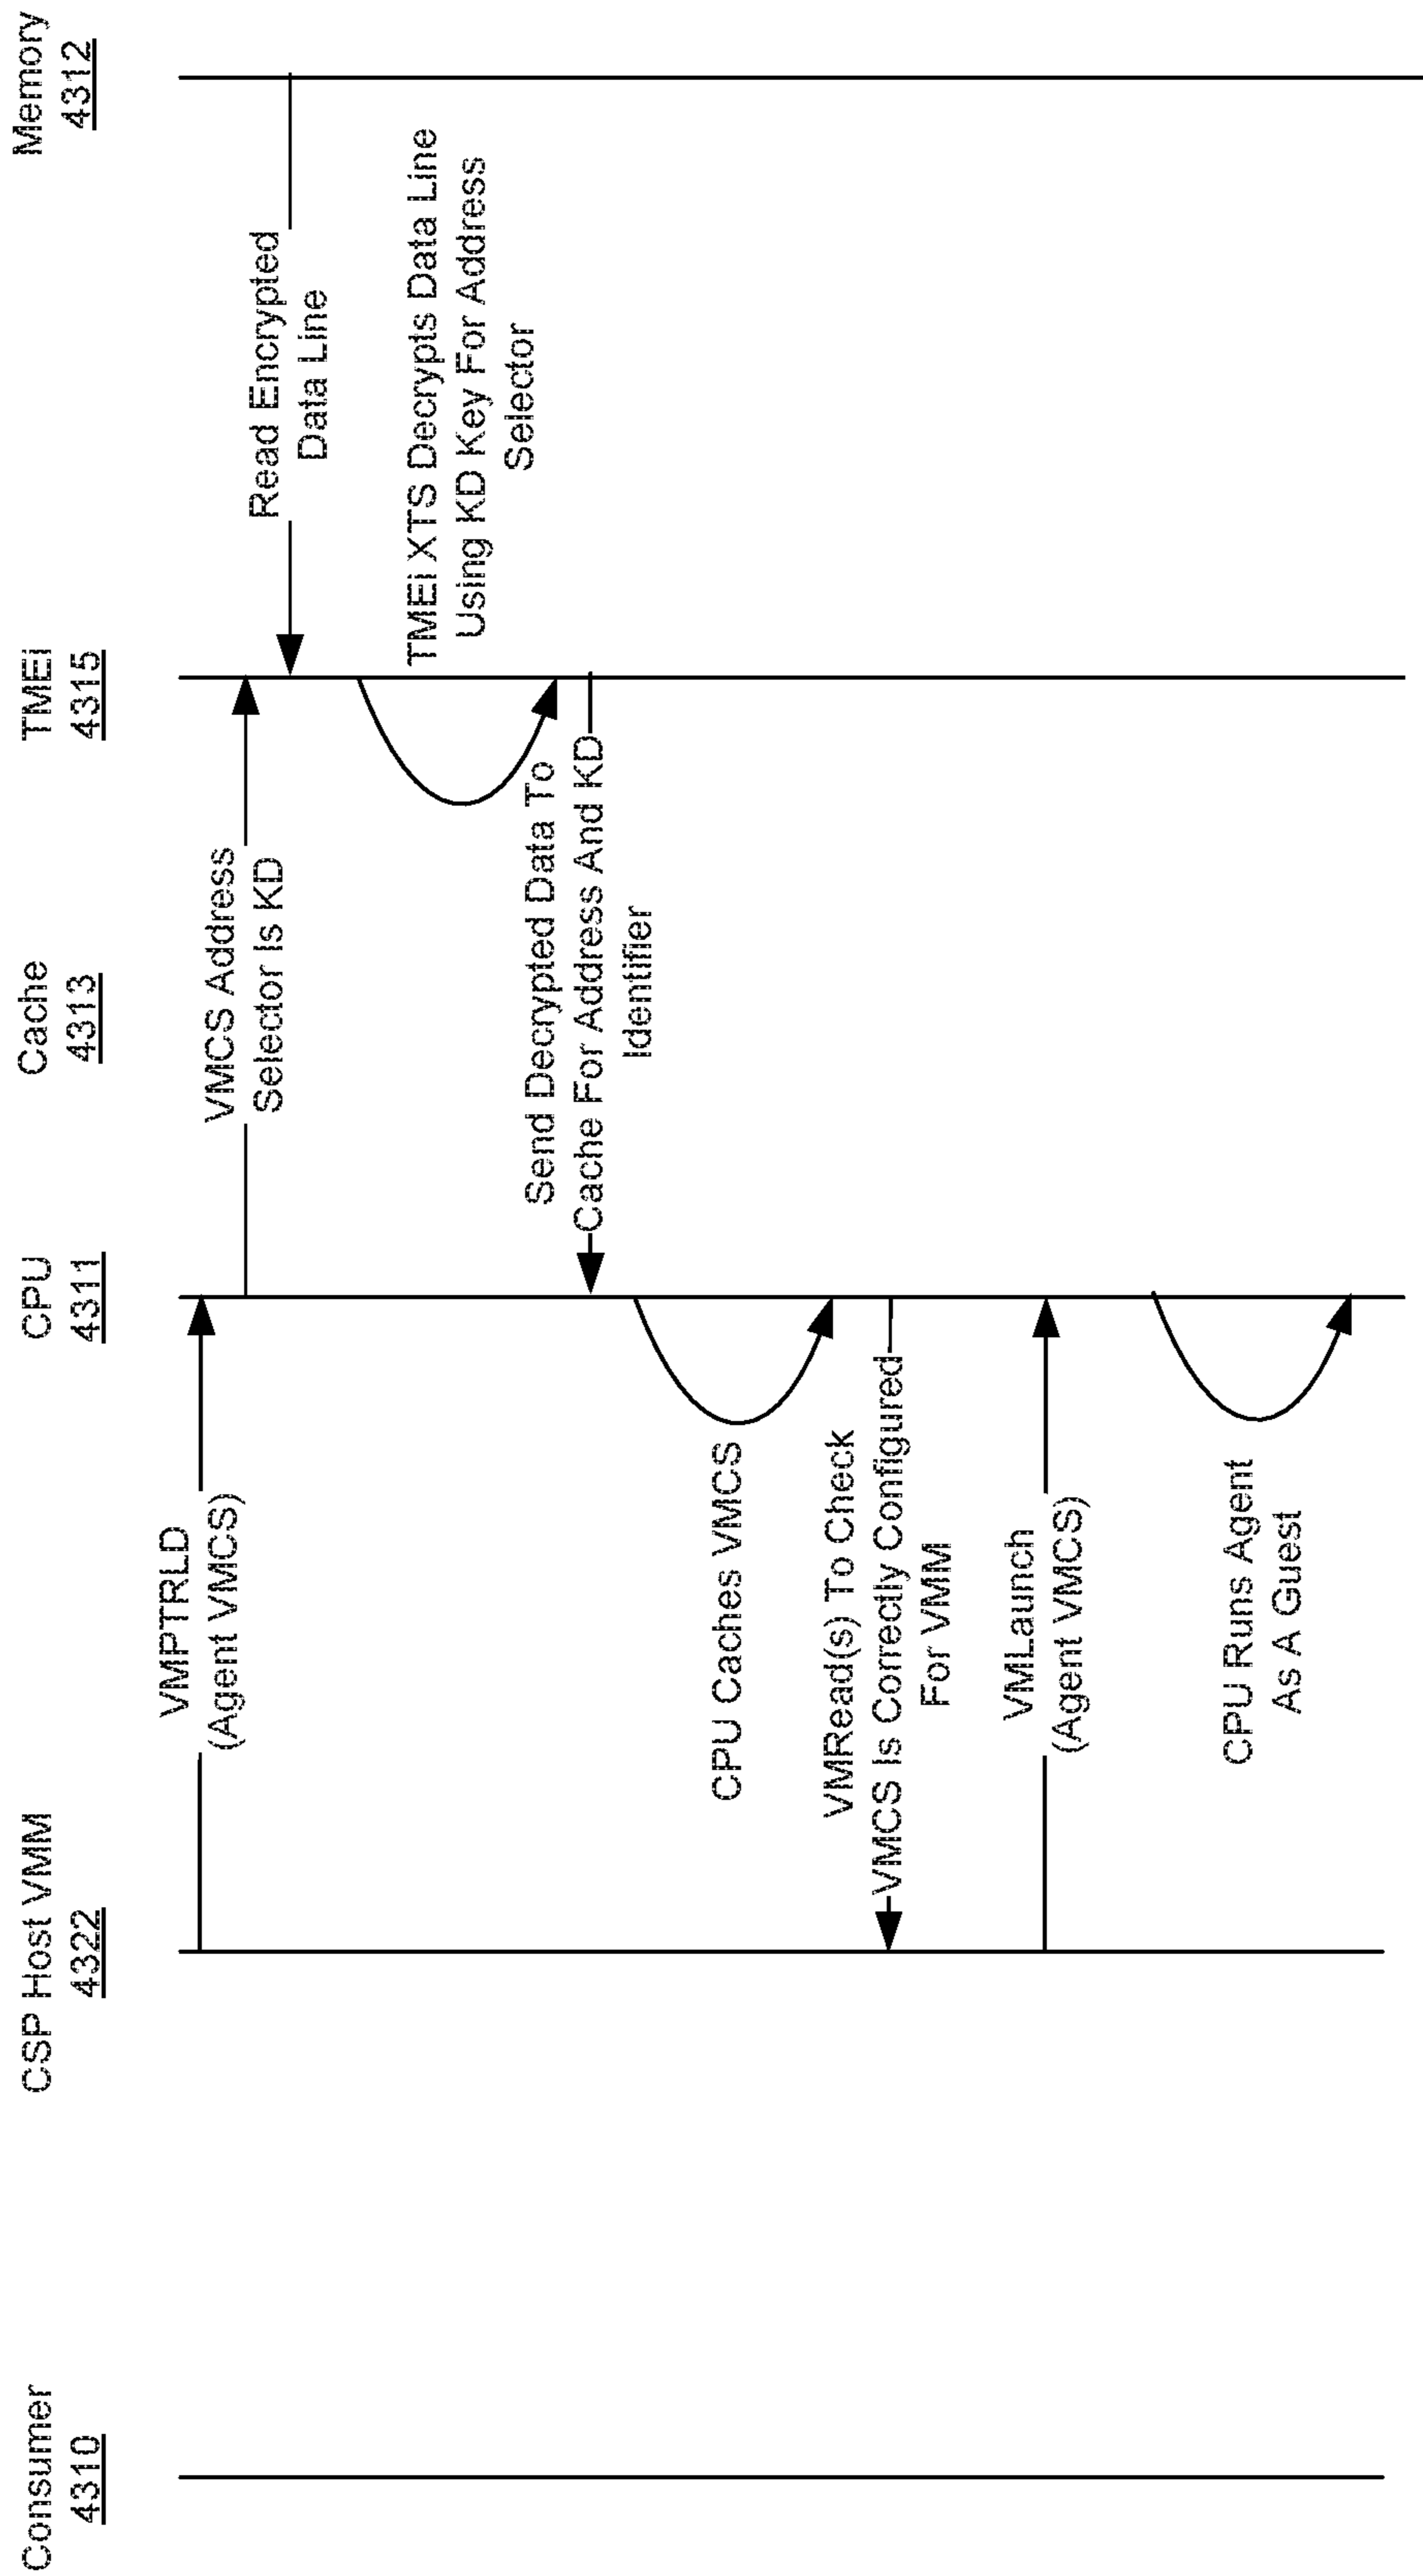 Consumer
4310
CSP Host VMM
4322
CPU
4311
Cache
4313
TMEi
4315
Memory
4312
VMPTRLD
(Agent VMCS)
VMCS Address
Selector Is KD
Read Encrypted
Data Line
TMEi XTS Decrypts Data Line
Using KD Key For Address
Selector
Send Decrypted Data To
Cache For Address And KD
Identifier
CPU Caches VMCS
VMRead(s) To Check
VMCS Is Correctly Configured
For VMM
VMLaunch
(Agent VMCS)
CPU Runs Agent
As A Guest